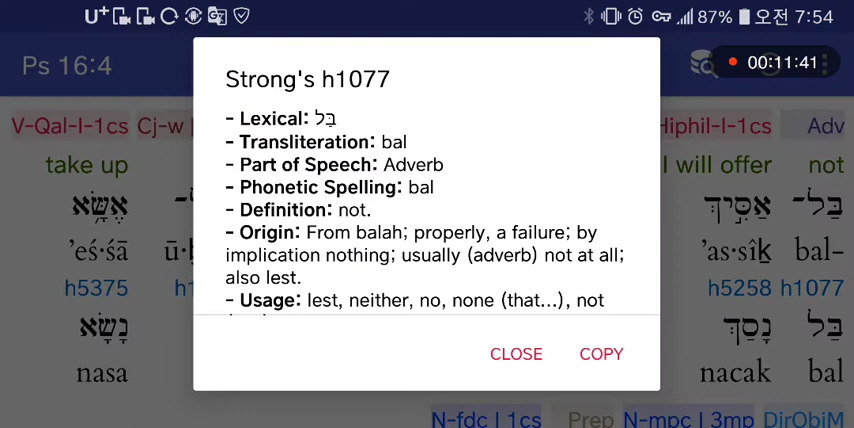 U+ 87% 오전 7:54
Ps 16:4
00:11:41
Strong's h1077
- Lexical: בַּל
- Transliteration: bal
- Part of Speech: Adverb
- Phonetic Spelling: bal
- Definition: not.
- Origin: From balah; properly, a failure; by
implication nothing; usually (adverb) not at all;
also lest.
- Usage: lest, neither, no, none (that...), not
CLOSE COPY
V-Qal-I-1cs Cj-w | Hiphil-I-1cs Adv
take up I will offer not
אֶשָּׂא אַסִּיךְ בַּל־
’eś·śā ’as·sîḵ bal-
h5375 h5258 h1077
נָשָׂא נָסַךְ בַּל
nasa nacak bal
N-fdc | 1cs Prep N-mpc | 3mp DirObjM